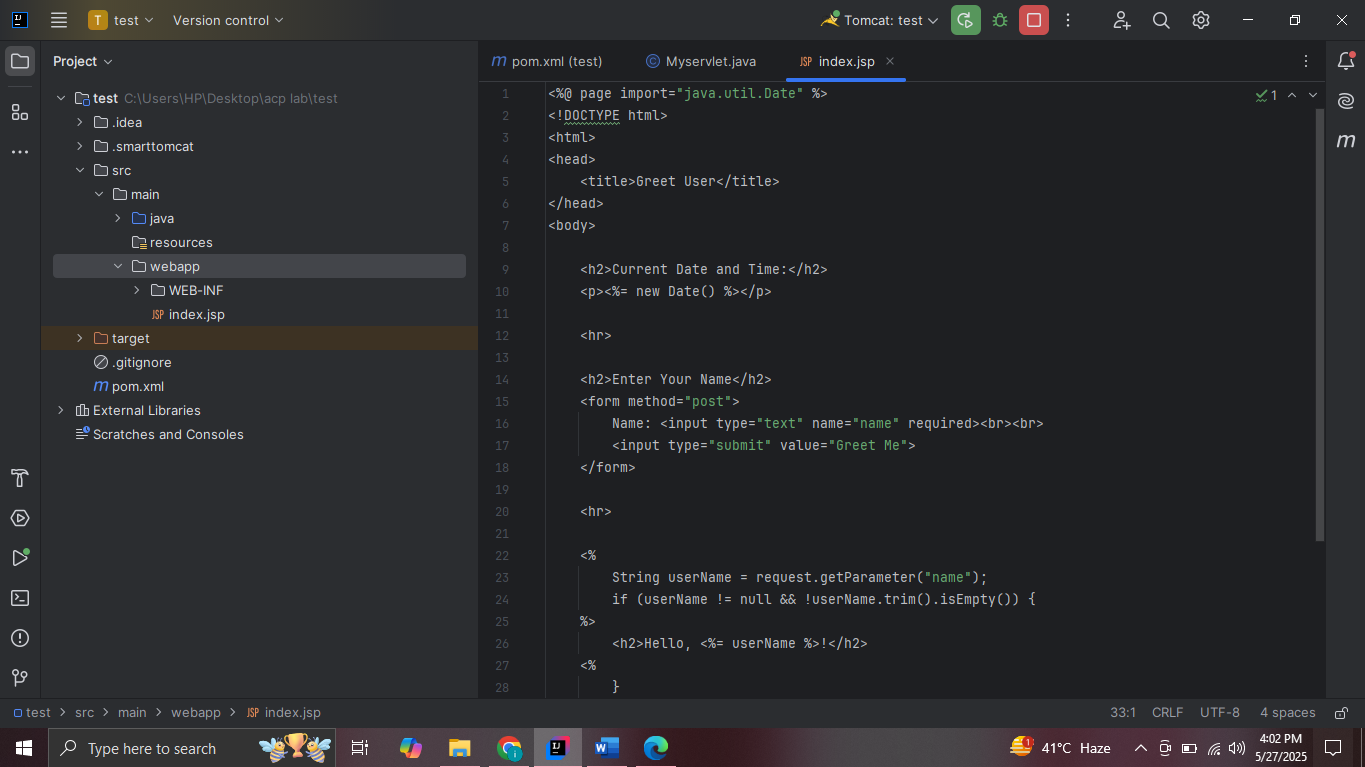 T test Version control Tomcat: test
Project
pom.xml (test) Myservlet.java JSP index.jsp
test C:\Users\HP\Desktop\acp lab\test
.idea
.smarttomcat
src
main
java
resources
webapp
WEB-INF
JSP index.jsp
target
.gitignore
m pom.xml
External Libraries
Scratches and Consoles
1
1 <%@ page import="java.util.Date" %>
2 <!DOCTYPE html>
3 <html>
4 <head>
5 <title>Greet User</title>
6 </head>
7 <body>
8
9 <h2>Current Date and Time:</h2>
10 <p><%= new Date() %></p>
11
12 <hr>
13
14 <h2>Enter Your Name</h2>
15 <form method="post">
16 Name: <input type="text" name="name" required><br><br>
17 <input type="submit" value="Greet Me">
18 </form>
19
20 <hr>
21
22 <%
23 String userName = request.getParameter("name");
24 if (userName != null && !userName.trim().isEmpty()) {
25 %>
26 <h2>Hello, <%= userName %>!</h2>
27 <%
28 }
test > src > main > webapp > JSP index.jsp 33:1 CRLF UTF-8 4 spaces
Type here to search
1 41°C Haze
4:02 PM
5/27/2025